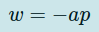 w = −ap